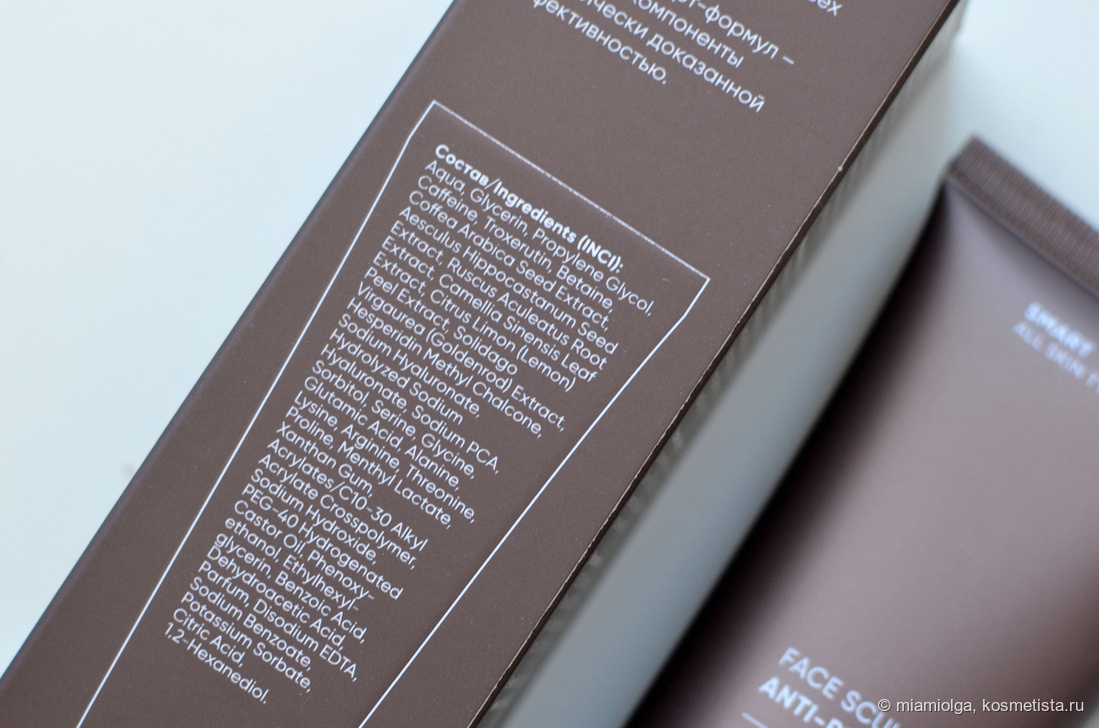 рт-формул –
компоненты
чески доказанной
фективностью.
Состав/Ingredients (INCI):
Aqua, Glycerin, Propylene Glycol,
Caffeine, Troxerutin, Betaine,
Coffea Arabica Seed Extract,
Aesculus Hippocastanum Seed
Extract, Ruscus Aculeatus Root
Extract, Camellia Sinensis Leaf
Extract, Citrus Limon (Lemon)
Peel Extract, Solidago
Virgaurea (Goldenrod) Extract,
Hesperidin Methyl Chalcone,
Sodium Hyaluronate,
Hydrolyzed Sodium
Hyaluronate, Sodium PCA,
Sorbitol, Serine, Glycine,
Glutamic Acid, Alanine,
Lysine, Arginine, Threonine,
Proline, Menthyl Lactate,
Xanthan Gum,
Acrylates/C10-30 Alkyl
Acrylate Crosspolymer,
Sodium Hydroxide,
PEG-40 Hydrogenated
Castor Oil, Phenoxy-
ethanol, Ethylhexyl-
glycerin, Benzoic Acid,
Dehydroacetic Acid,
Parfum, Disodium EDTA,
Sodium Benzoate,
Potassium Sorbate,
Citric Acid,
1,2-Hexanediol.
SMART
ALL SKIN
FACE SCU
ANTI-
© miamiolga, kosmetista.ru